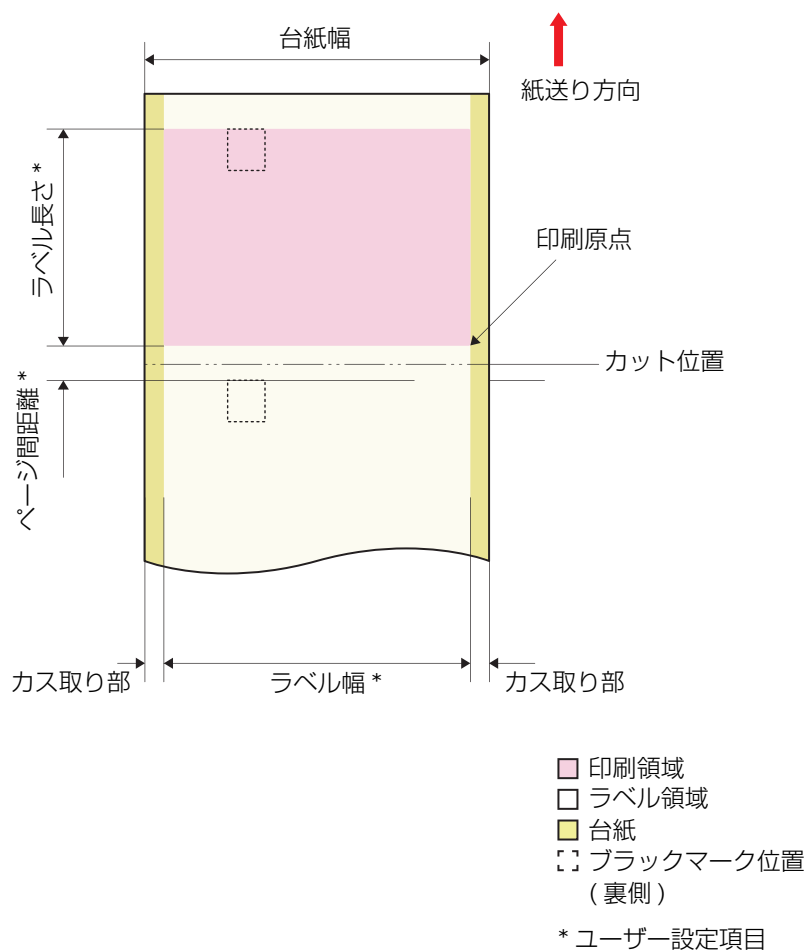 台紙幅
紙送り方向
ラベル長さ *
印刷原点
カット位置
ページ間距離 *
カス取り部
ラベル幅 *
カス取り部
印刷領域
ラベル領域
台紙
ブラックマーク位置
( 裏側 )
* ユーザー設定項目